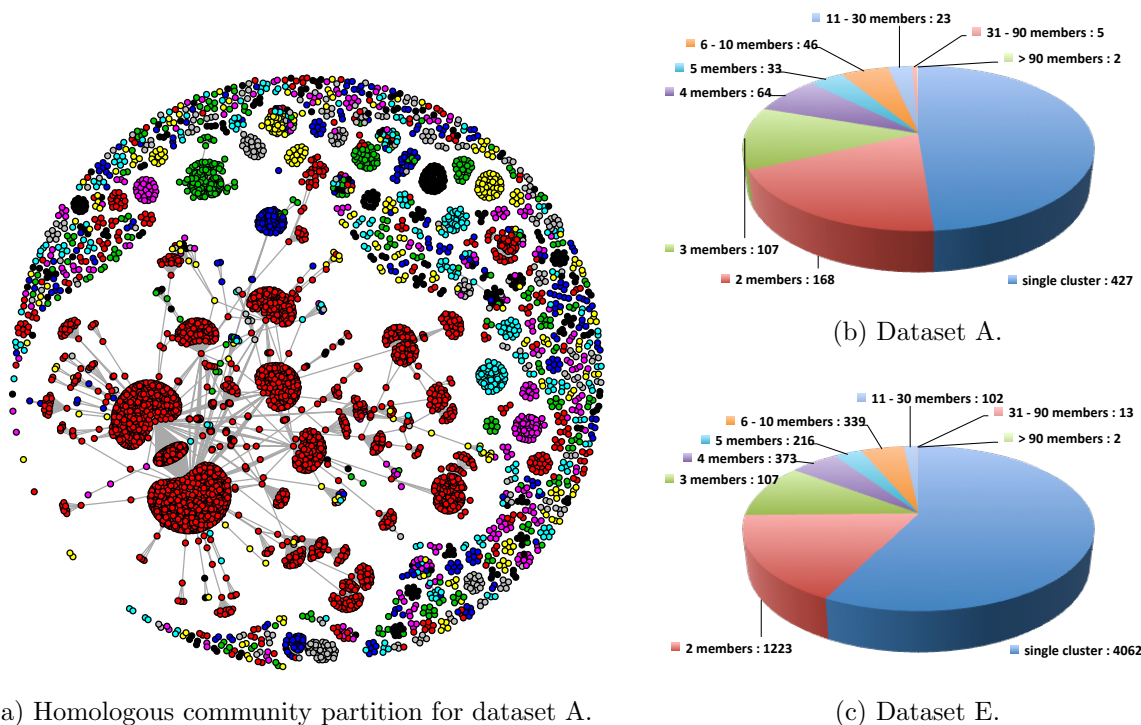 11 - 30 members : 23
31 - 90 members : 5
6 - 10 members : 46
> 90 members : 2
5 members : 33
4 members : 64
3 members : 107
2 members : 168
single cluster : 427
(b) Dataset A.
11 - 30 members : 102
31 - 90 members : 13
6 - 10 members : 339
> 90 members : 2
5 members : 216
4 members : 373
3 members : 107
2 members : 1223
single cluster : 4062
a) Homologous community partition for dataset A.
(c) Dataset E.